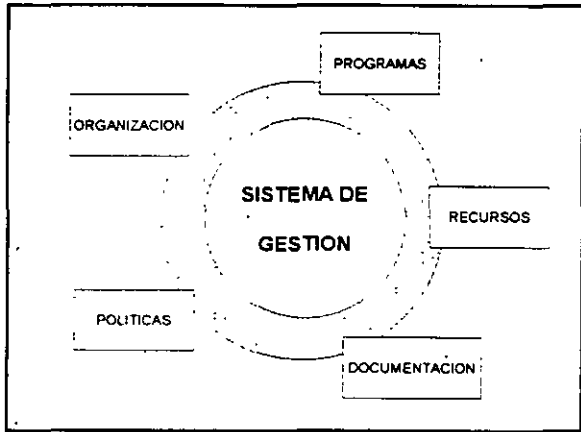 PROGRAMAS
ORGANIZACION
SISTEMA DE
GESTION
RECURSOS
POLITICAS
DOCUMENTACION